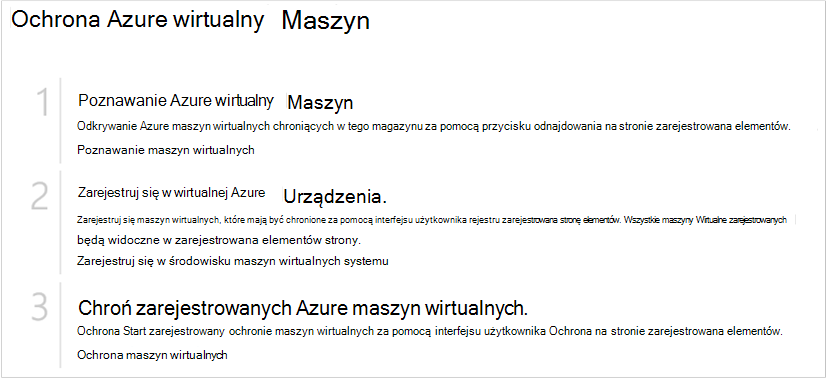 Ochrona Azure wirtualny Maszyn
1 Poznawanie Azure wirtualny Maszyn
Odkrywanie Azure maszyn wirtualnych chroniących w tego magazynu za pomocą przycisku odnajdowania na stronie zarejestrowana elementów.
Poznawanie maszyn wirtualnych
2 Zarejestruj się w wirtualnej Azure Urządzenia.
Zarejestruj się maszyn wirtualnych, które mają być chronione za pomocą interfejsu użytkownika rejestru zarejestrowana stronę elementów. Wszystkie maszyny Wirtualne zarejestrowanych
będą widoczne w zarejestrowana elementów strony.
Zarejestruj się w środowisku maszyn wirtualnych systemu
3 Chroń zarejestrowanych Azure maszyn wirtualnych.
Ochrona Start zarejestrowany ochronie maszyn wirtualnych za pomocą interfejsu użytkownika Ochrona na stronie zarejestrowana elementów.
Ochrona maszyn wirtualnych